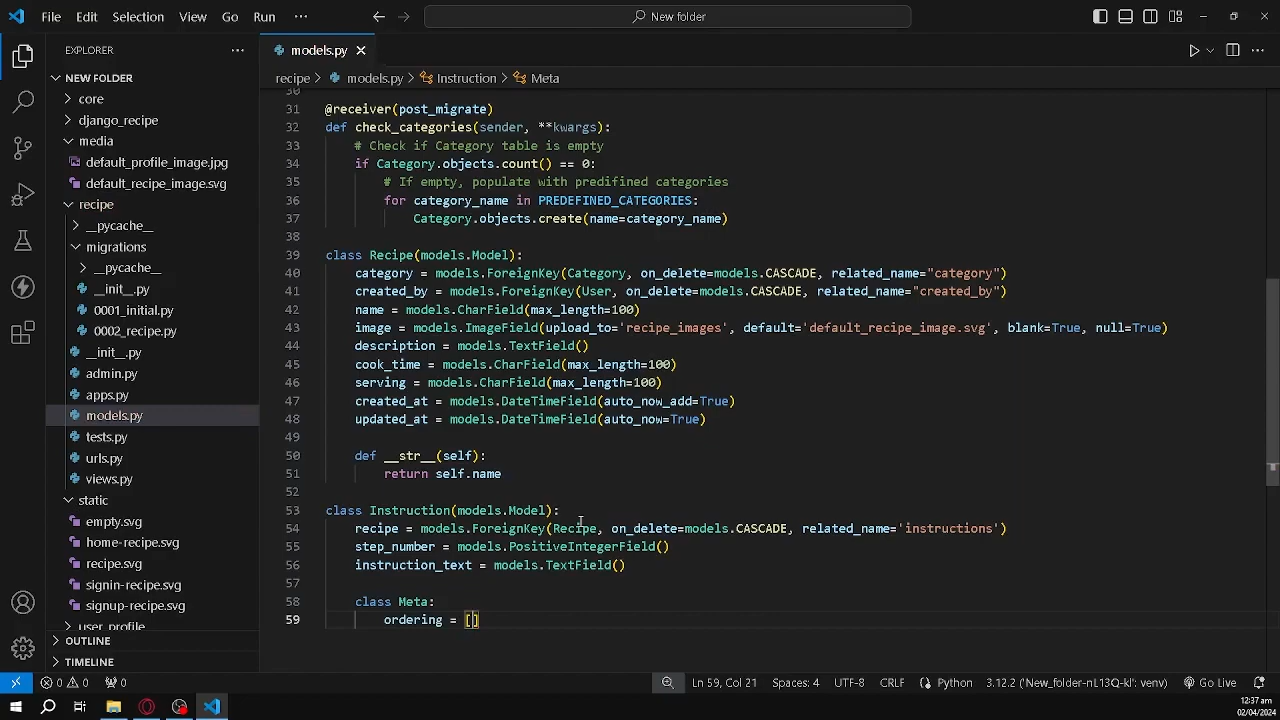 File Edit Selection View Go Run ··· New folder
EXPLORER ···
NEW FOLDER
core
django_recipe
media
default_profile_image.jpg
default_recipe_image.svg
recipe
__pycache__
migrations
__pycache__
__init__.py
0001_initial.py
0002_recipe.py
__init__.py
admin.py
apps.py
models.py
tests.py
urls.py
views.py
static
empty.svg
home-recipe.svg
recipe.svg
signin-recipe.svg
signup-recipe.svg
user_profile
OUTLINE
TIMELINE
models.py
recipe > models.py > Instruction > Meta
30
31 @receiver(post_migrate)
32 def check_categories(sender, **kwargs):
33 # Check if Category table is empty
34 if Category.objects.count() == 0:
35 # If empty, populate with predifined categories
36 for category_name in PREDEFINED_CATEGORIES:
37 Category.objects.create(name=category_name)
38
39 class Recipe(models.Model):
40 category = models.ForeignKey(Category, on_delete=models.CASCADE, related_name="category")
41 created_by = models.ForeignKey(User, on_delete=models.CASCADE, related_name="created_by")
42 name = models.CharField(max_length=100)
43 image = models.ImageField(upload_to='recipe_images', default='default_recipe_image.svg', blank=True, null=True)
44 description = models.TextField()
45 cook_time = models.CharField(max_length=100)
46 serving = models.CharField(max_length=100)
47 created_at = models.DateTimeField(auto_now_add=True)
48 updated_at = models.DateTimeField(auto_now=True)
49
50 def __str__(self):
51 return self.name
52
53 class Instruction(models.Model):
54 recipe = models.ForeignKey(Recipe, on_delete=models.CASCADE, related_name='instructions')
55 step_number = models.PositiveIntegerField()
56 instruction_text = models.TextField()
57
58 class Meta:
59 ordering = []
0 0 0 Ln 59, Col 21 Spaces: 4 UTF-8 CRLF Python 3.12.2 ('New_folder-nL13Q-kl': venv) Go Live
12:37 am
02/04/2024